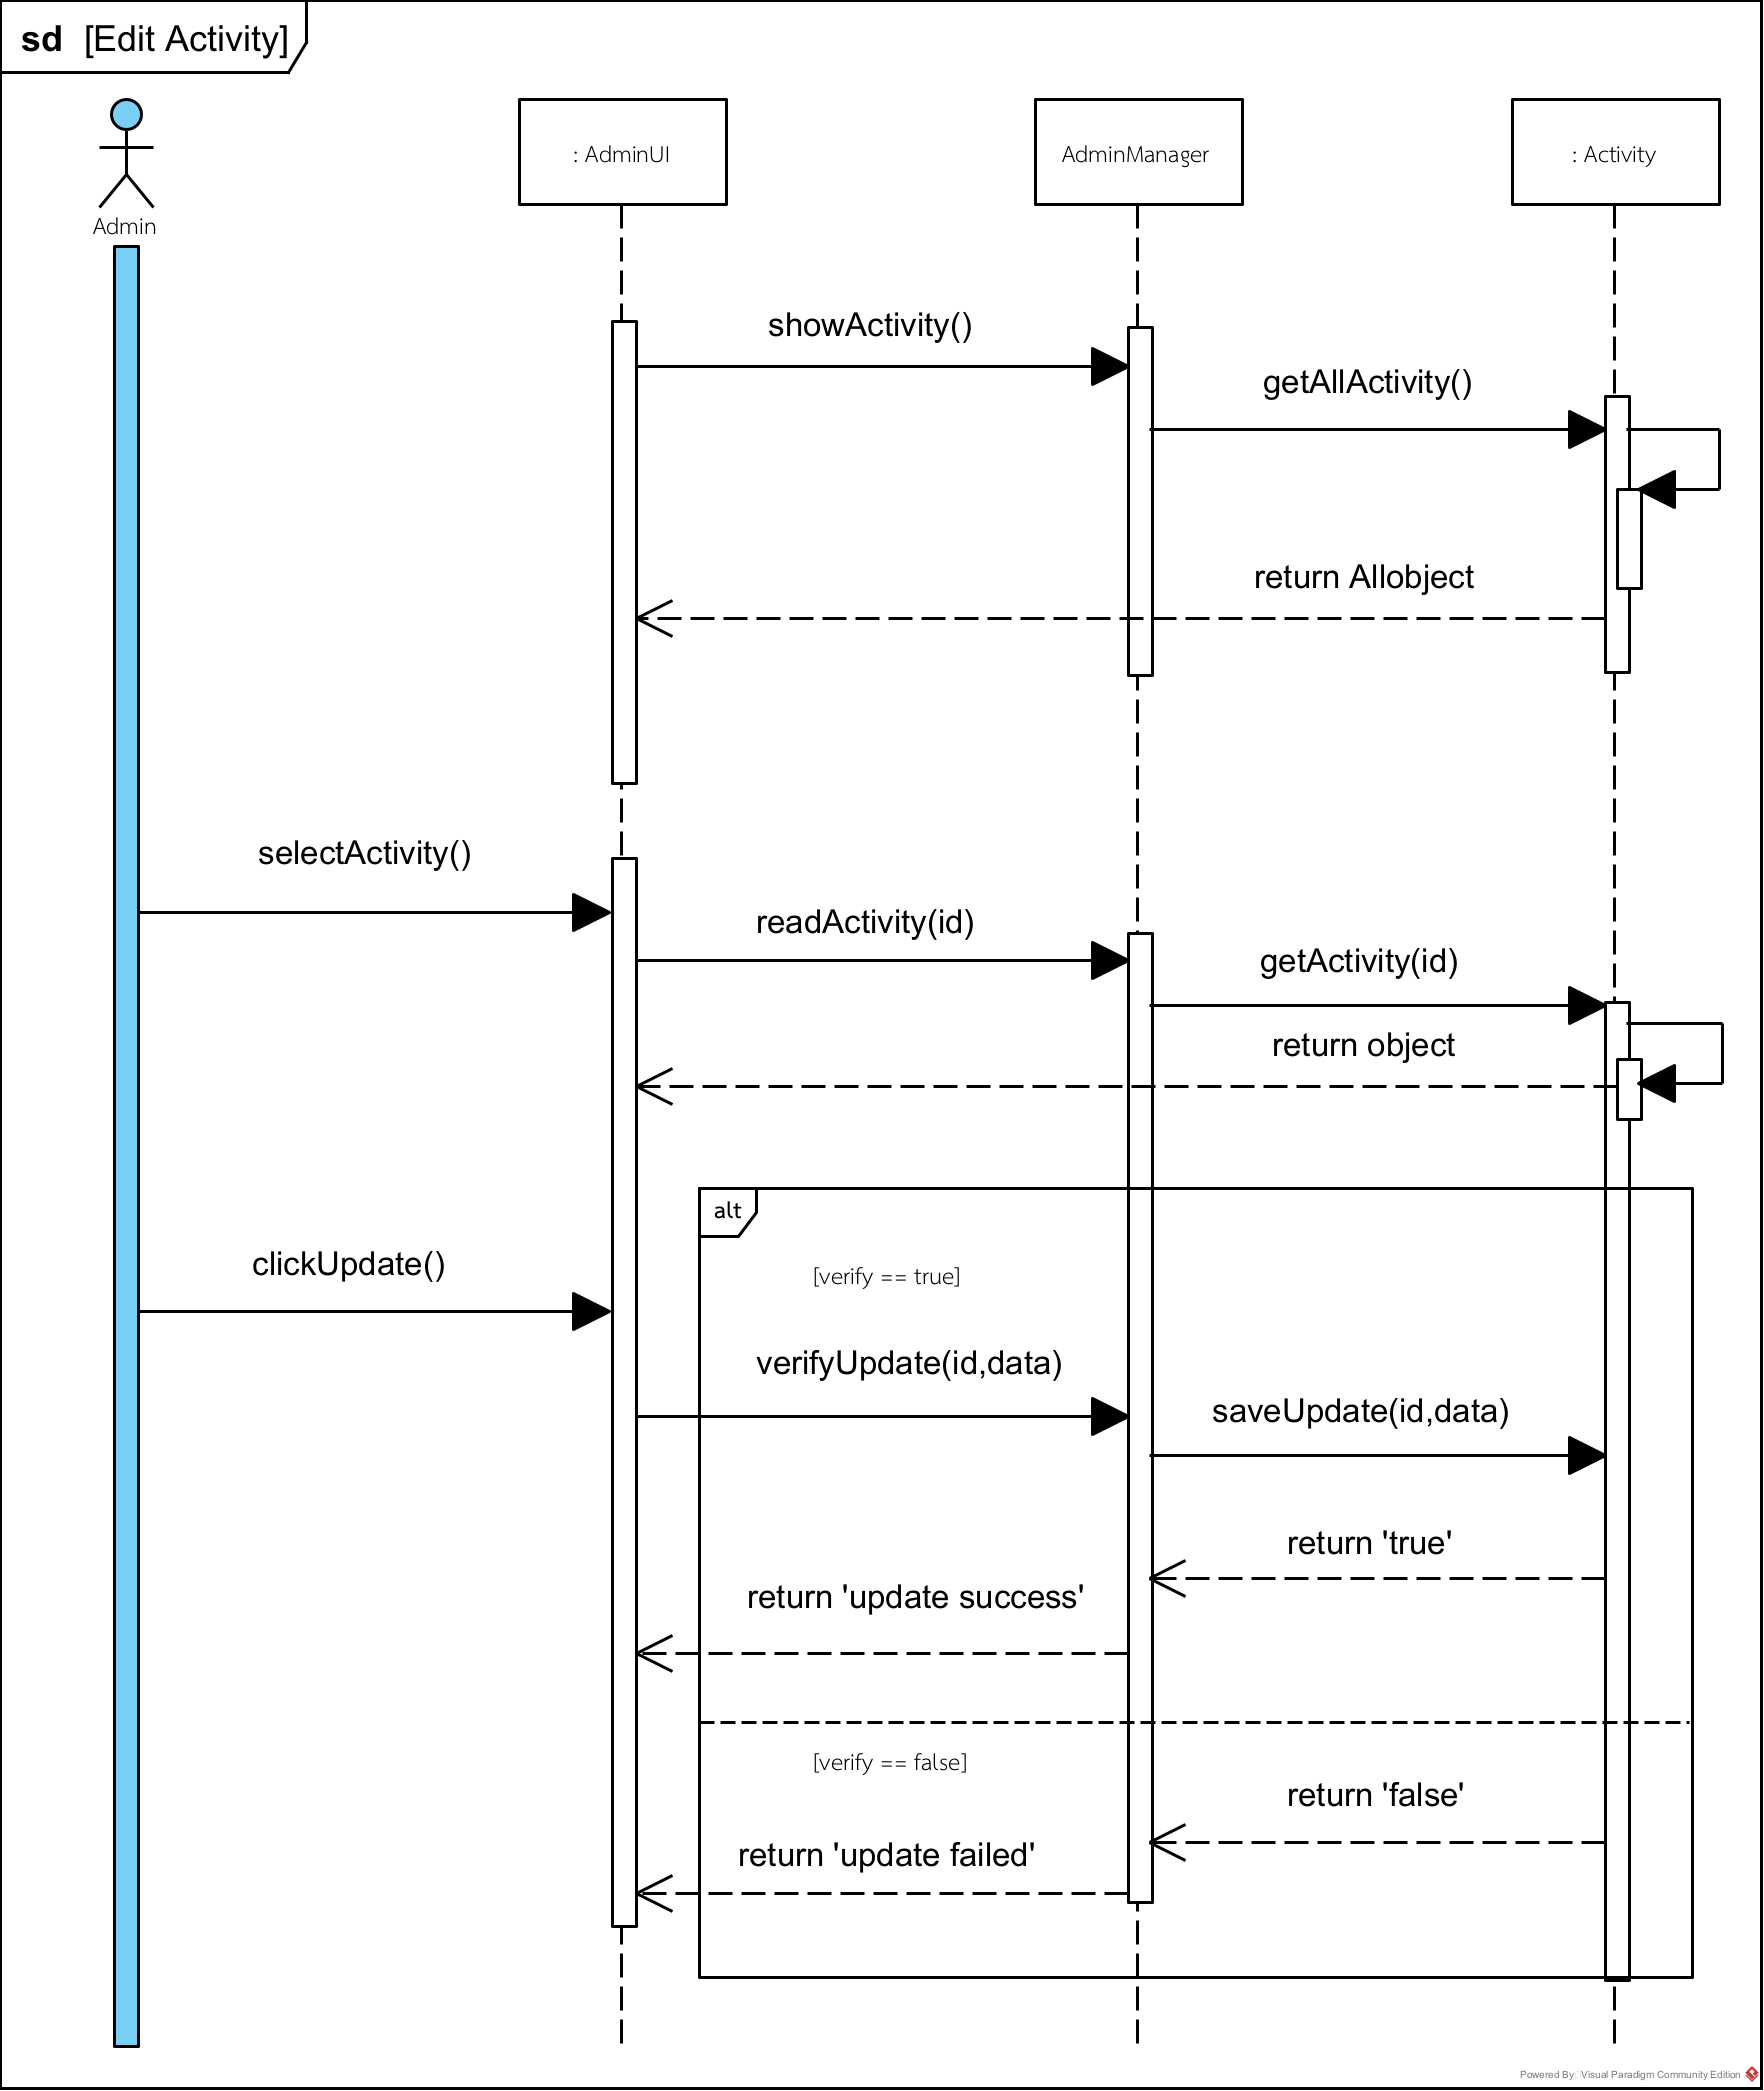 sd [Edit Activity]
Admin
: AdminUI
AdminManager
: Activity
showActivity()
getAllActivity()
return Allobject
selectActivity()
readActivity(id)
getActivity(id)
return object
alt
clickUpdate()
[verify == true]
verifyUpdate(id,data)
saveUpdate(id,data)
return 'true'
return 'update success'
[verify == false]
return 'false'
return 'update failed'
Powered By Visual Paradigm Community Edition